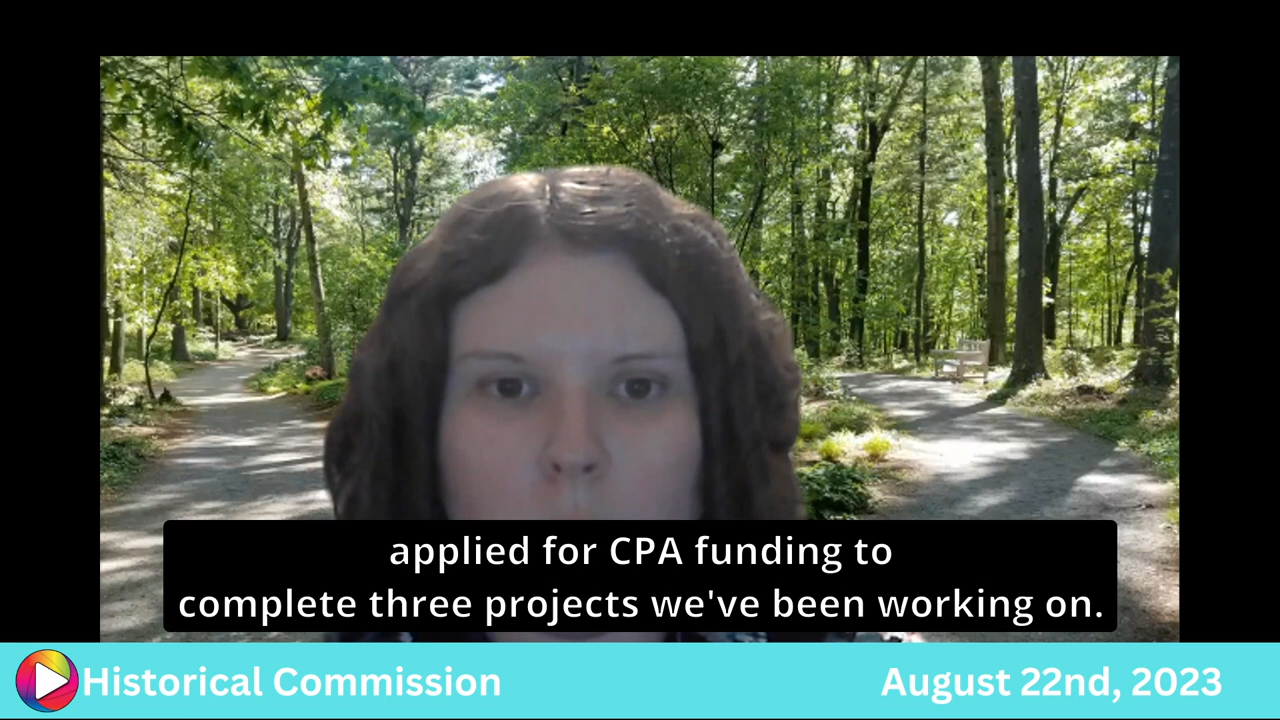 applied for CPA funding to
complete three projects we've been working on.
Historical Commission
August 22nd, 2023